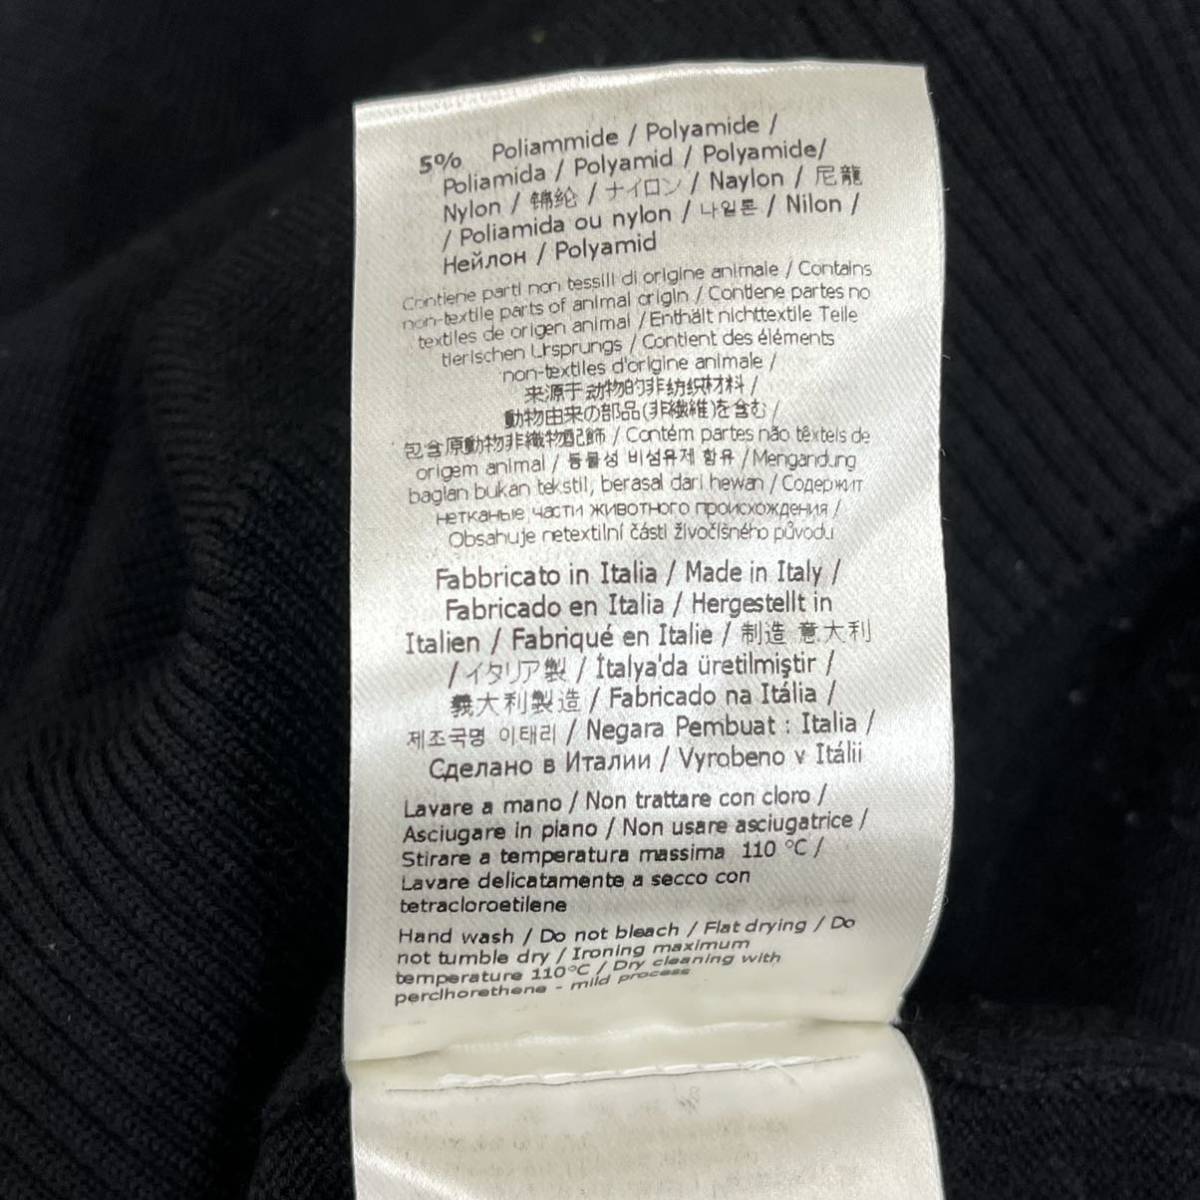 5% Poliammide / Polyamide /
Poliamida / Polyamid / Polyamide/
Nylon / 锦纶 / ナイロン / Naylon / 尼龍
/ Poliamida ou nylon / 나일론 / Nilon /
Нейлон / Polyamid
Contiene parti non tessili di origine animale / Contains
non-textile parts of animal origin / Contiene partes no
textiles de origen animal / Enthält nichttextile Teile
tierischen Ursprungs / Contient des éléments
non-textiles d'origine animale /
来源于动物的非纺织材料 /
動物由来の部品(非繊維)を含む /
包含原動物非織物配飾 / Contém partes não têxteis de
origem animal / 동물성 비섬유제 함유 / Mengandung
bagian bukan tekstil, berasal dari hewan / Содержит
нетканые части животного происхождения /
Obsahuje netextilní části živočišného původu
Fabbricato in Italia / Made in Italy /
Fabricado en Italia / Hergestellt in
Italien / Fabriqué en Italie / 制造 意大利
/ イタリア製 / İtalya'da üretilmiştir /
義大利製造 / Fabricado na Itália /
제조국명 이태리 / Negara Pembuat : Italia /
Сделано в Италии / Vyrobeno v Itálii
Lavare a mano / Non trattare con cloro /
Asciugare in piano / Non usare asciugatrice /
Stirare a temperatura massima 110 °C /
Lavare delicatamente a secco con
tetracloroetilene
Hand wash / Do not bleach / Flat drying / Do
not tumble dry / Ironing maximum
temperature 110°C / Dry cleaning with
perclhorethene - mild process